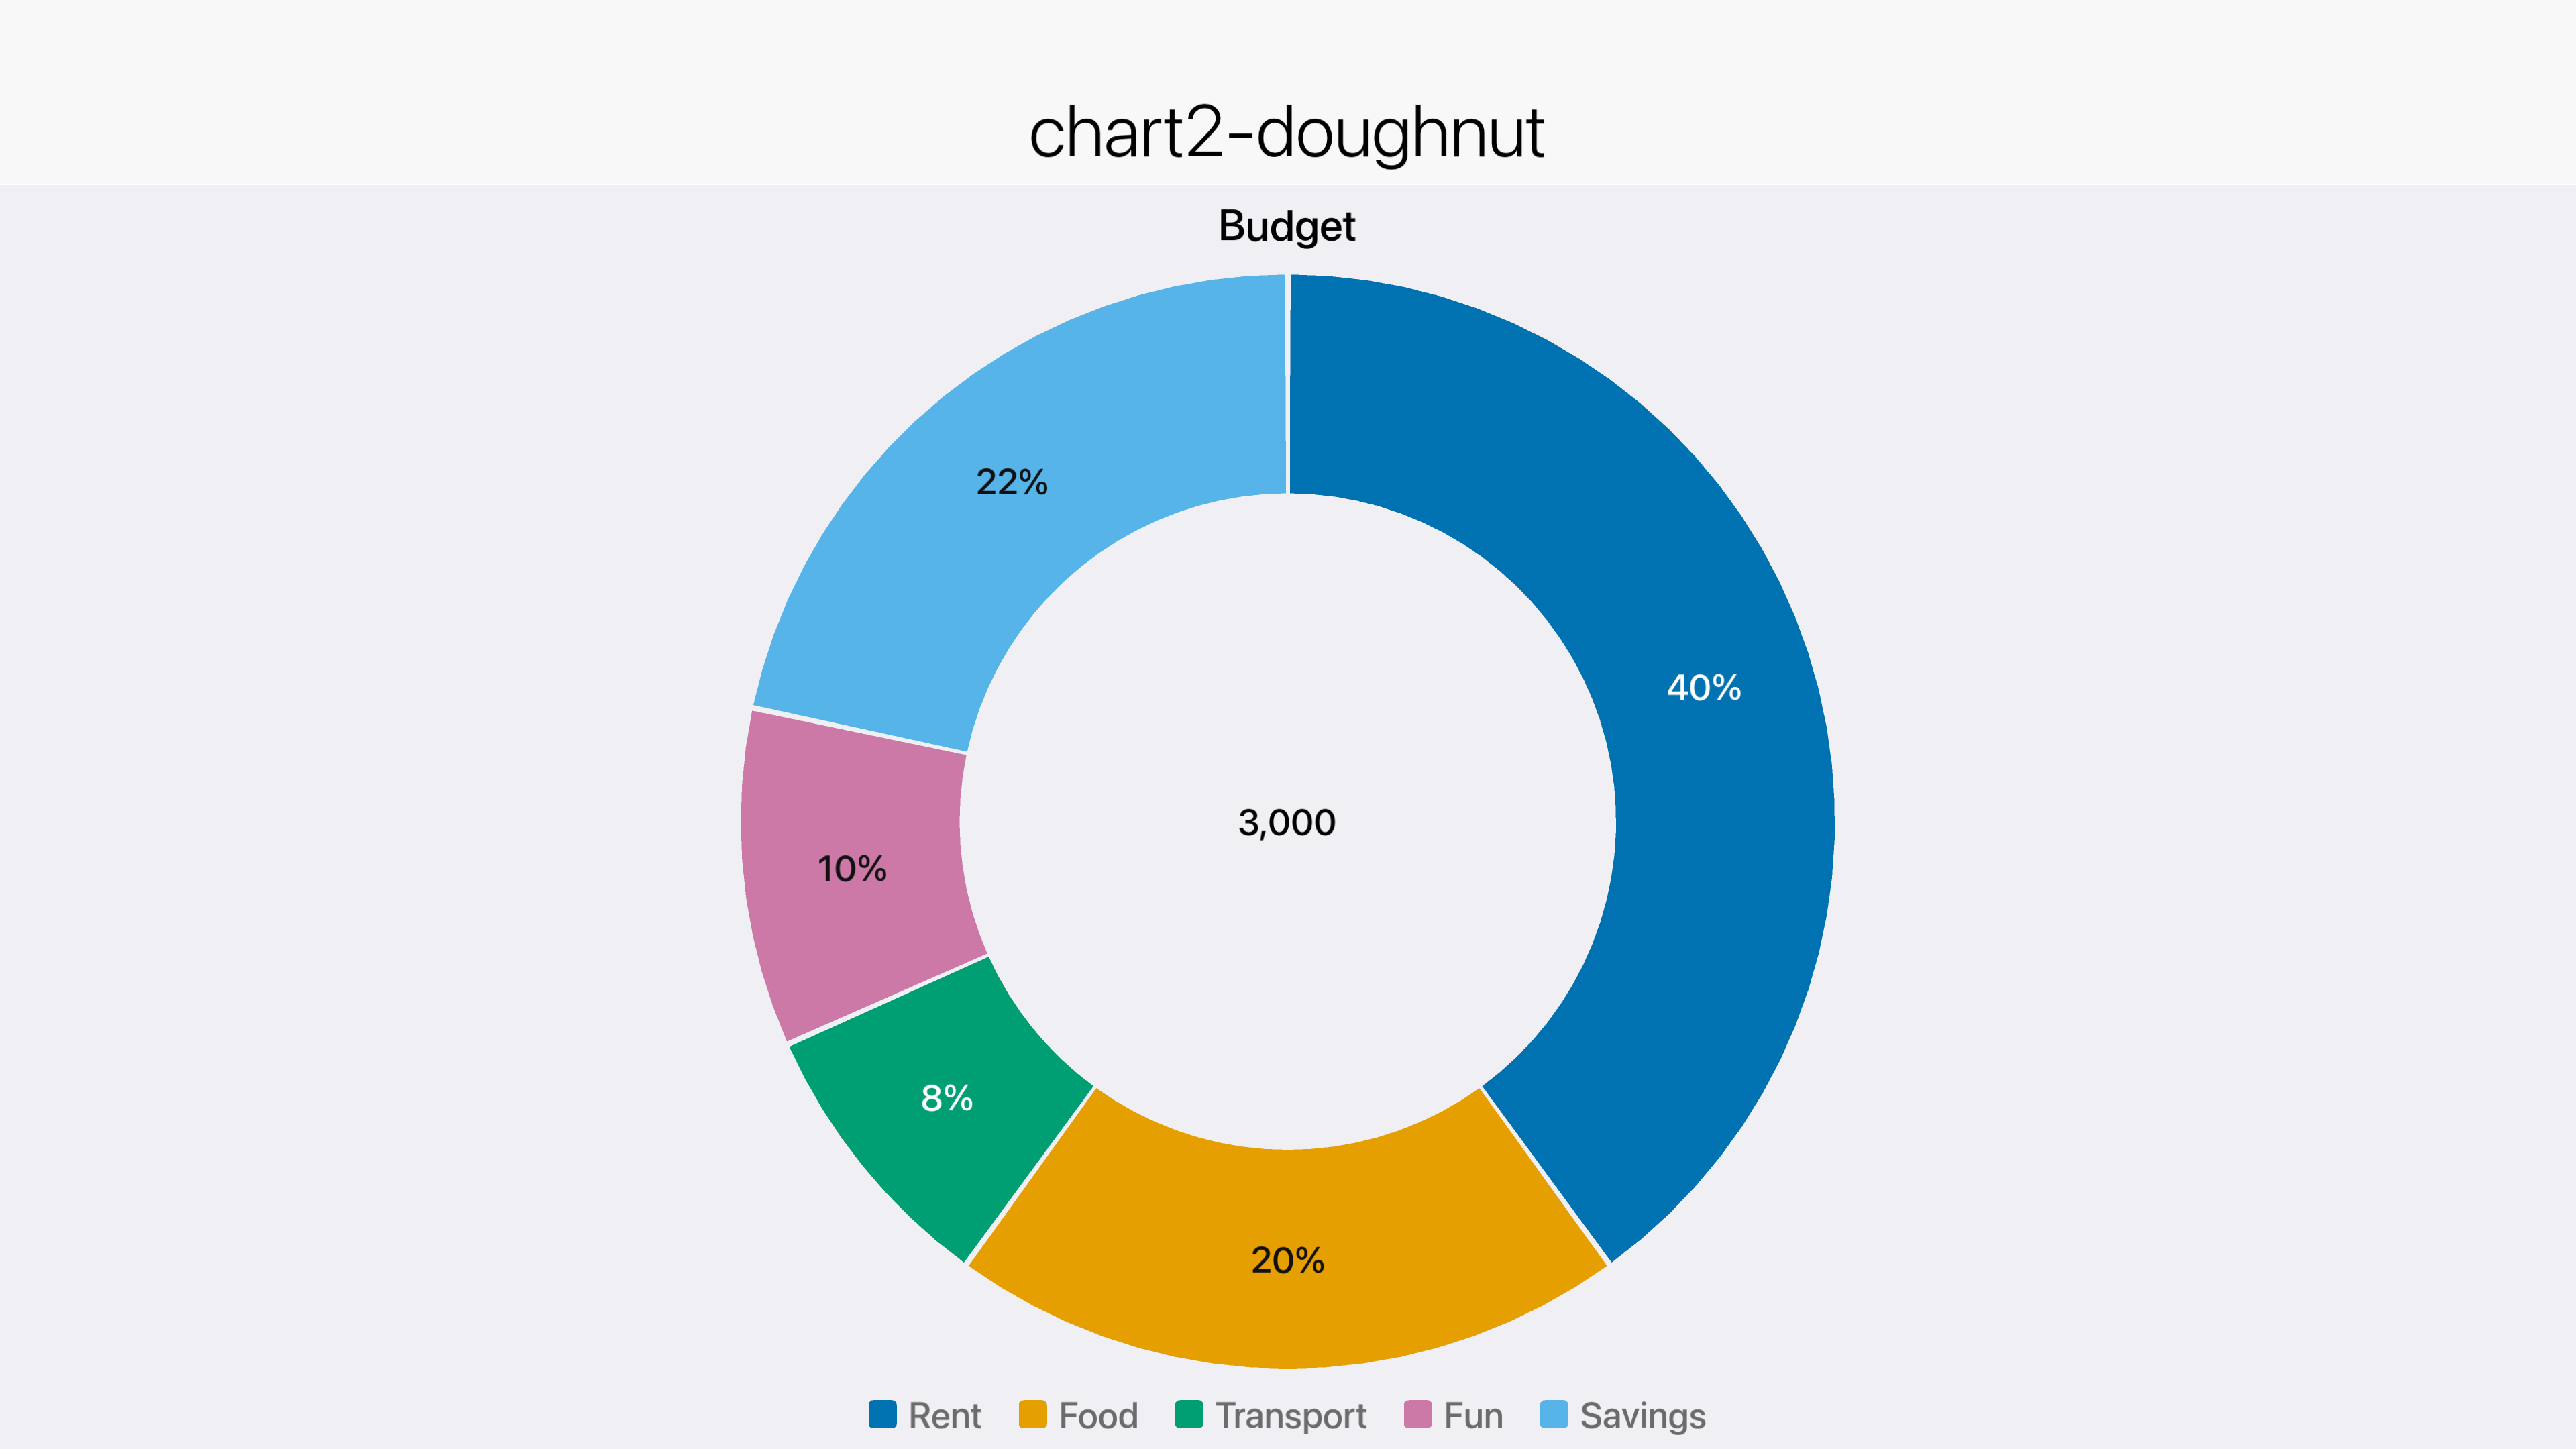 chart2-doughnut
Budget
22%
40%
3,000
10%
8%
20%
Rent Food Transport Fun Savings